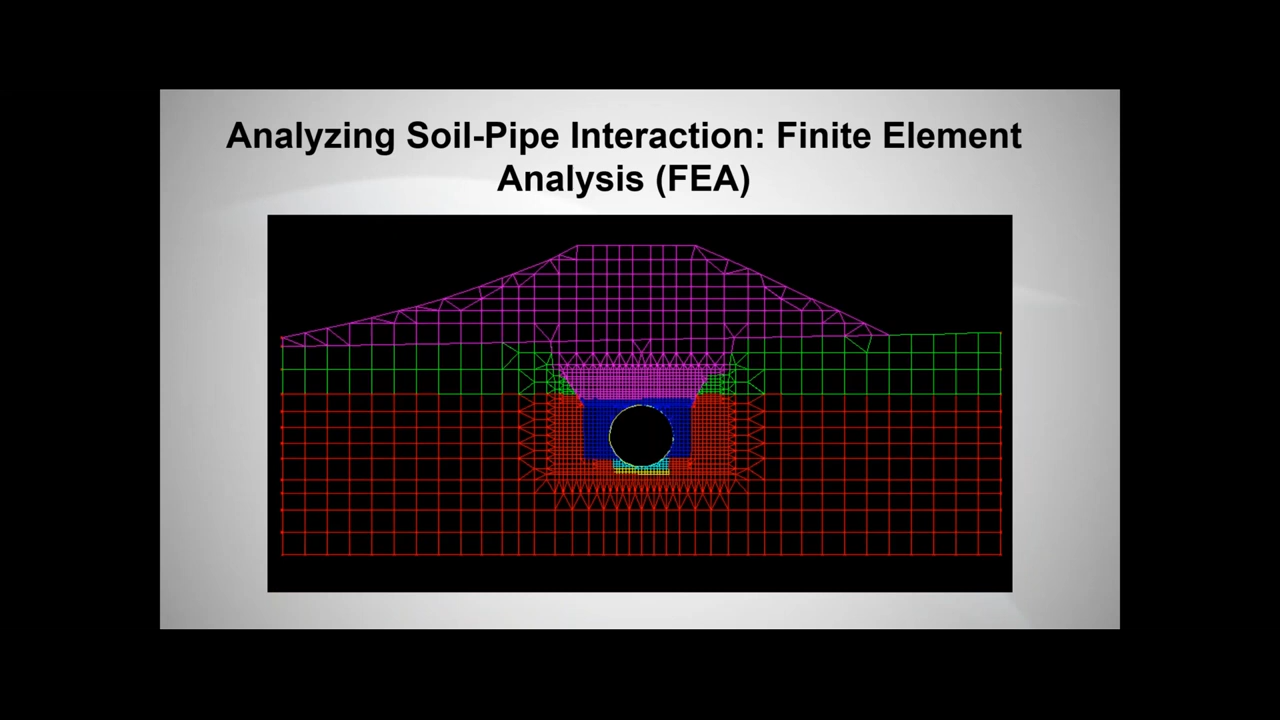 Analyzing Soil-Pipe Interaction: Finite Element
Analysis (FEA)